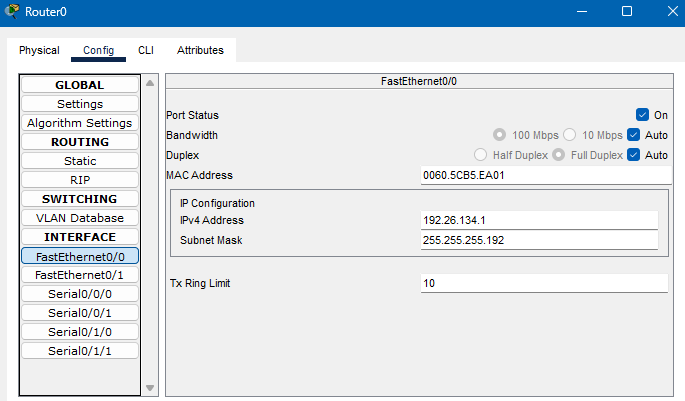 Router0
Physical Config CLI Attributes
GLOBAL
Settings
Algorithm Settings
ROUTING
Static
RIP
SWITCHING
VLAN Database
INTERFACE
FastEthernet0/0
FastEthernet0/1
Serial0/0/0
Serial0/0/1
Serial0/1/0
Serial0/1/1
FastEthernet0/0
Port Status On
Bandwidth 100 Mbps 10 Mbps Auto
Duplex Half Duplex Full Duplex Auto
MAC Address 0060.5CB5.EA01
IP Configuration
IPv4 Address 192.26.134.1
Subnet Mask 255.255.255.192
Tx Ring Limit 10